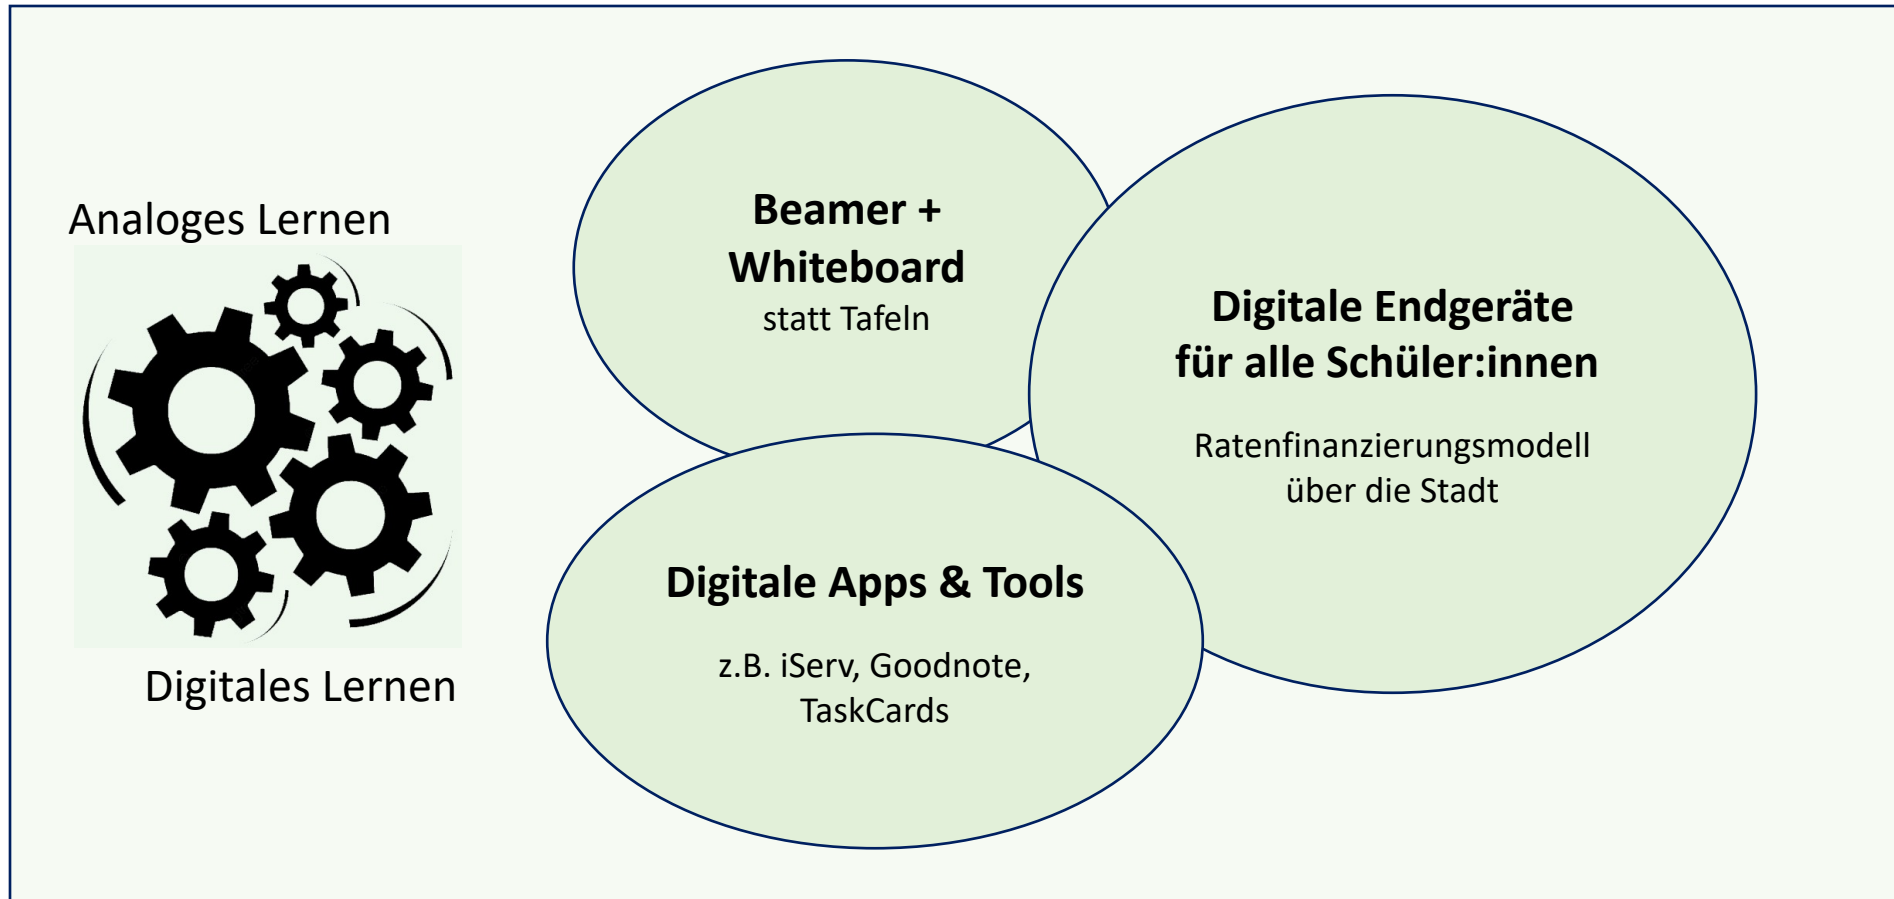 Analoges Lernen
Digitales Lernen
Beamer +
Whiteboard
statt Tafeln
Digitale Endgeräte
für alle Schüler:innen
Ratenfinanzierungsmodell
über die Stadt
Digitale Apps & Tools
z.B. iServ, Goodnote,
TaskCards